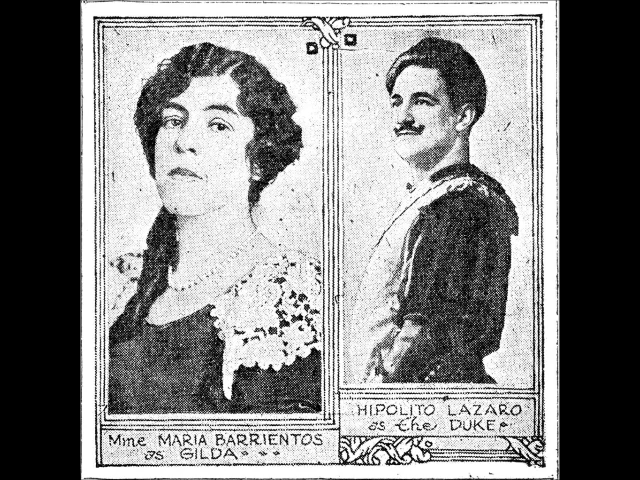 Mme MARIA BARRIENTOS
as GILDA
HIPOLITO LAZARO
as the DUKE